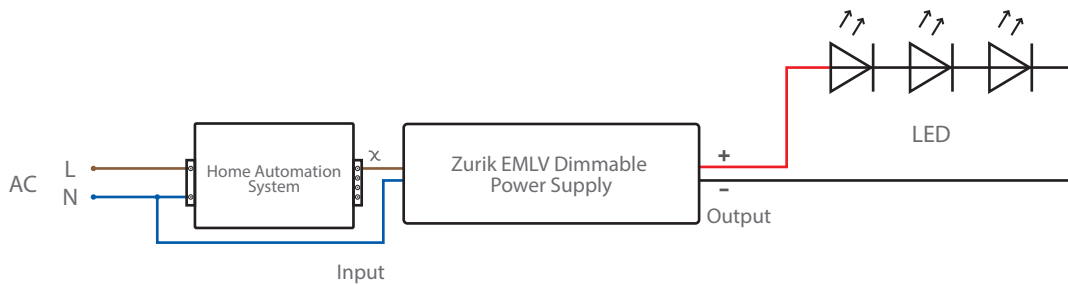 LED
AC
L
N
Home Automation
System
x
Zurik EMLV Dimmable
Power Supply
+
–
Output
Input